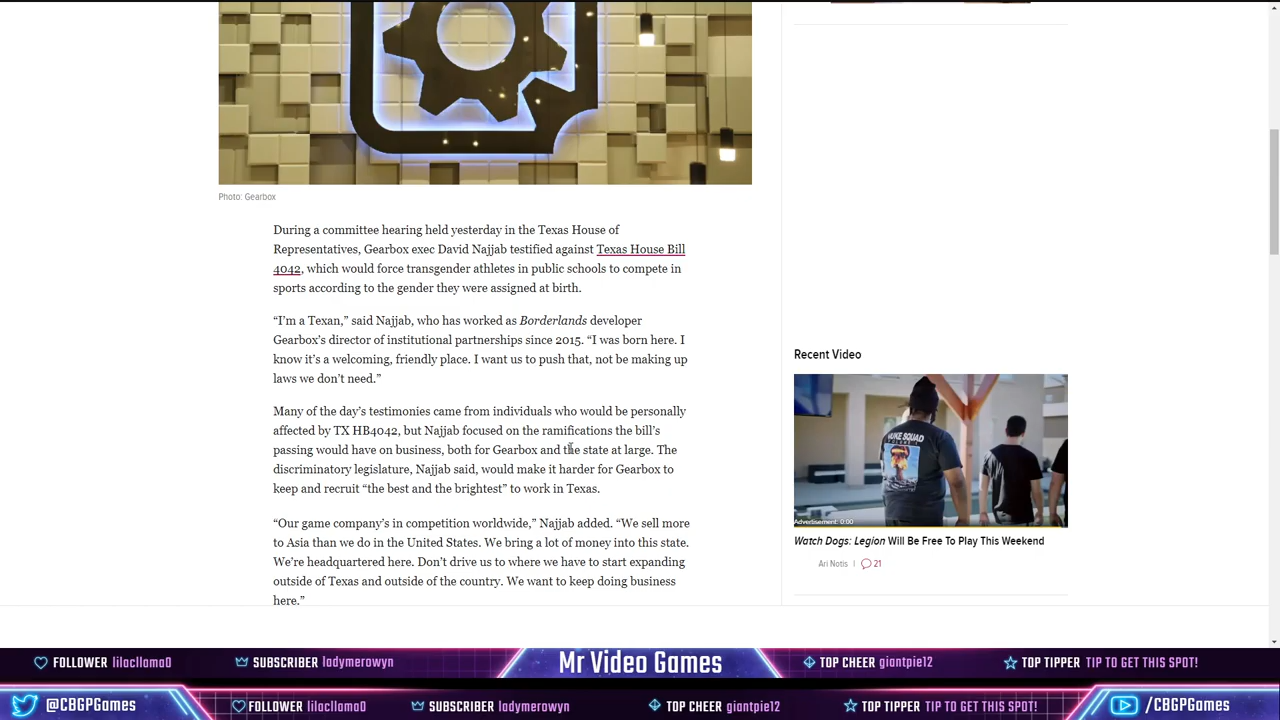 Photo: Gearbox
During a committee hearing held yesterday in the Texas House of
Representatives, Gearbox exec David Najjab testified against Texas House Bill
4042, which would force transgender athletes in public schools to compete in
sports according to the gender they were assigned at birth.
“I’m a Texan,” said Najjab, who has worked as Borderlands developer
Gearbox’s director of institutional partnerships since 2015. “I was born here. I
know it’s a welcoming, friendly place. I want us to push that, not be making up
laws we don’t need.”
Many of the day’s testimonies came from individuals who would be personally
affected by TX HB4042, but Najjab focused on the ramifications the bill’s
passing would have on business, both for Gearbox and the state at large. The
discriminatory legislature, Najjab said, would make it harder for Gearbox to
keep and recruit “the best and the brightest” to work in Texas.
“Our game company’s in competition worldwide,” Najjab added. “We sell more
to Asia than we do in the United States. We bring a lot of money into this state.
We’re headquartered here. Don’t drive us to where we have to start expanding
outside of Texas and outside of the country. We want to keep doing business
here.”
Recent Video
NUKE SQUAD
Advertisement: 0:00
Watch Dogs: Legion Will Be Free To Play This Weekend
Ari Notis | 21
FOLLOWER lilacllama0
SUBSCRIBER ladymerowyn
Mr Video Games
TOP CHEER giantpie12
TOP TIPPER TIP TO GET THIS SPOT!
@CBGPGames
FOLLOWER lilacllama0
SUBSCRIBER ladymerowyn
TOP CHEER giantpie12
TOP TIPPER TIP TO GET THIS SPOT!
/CBGPGames